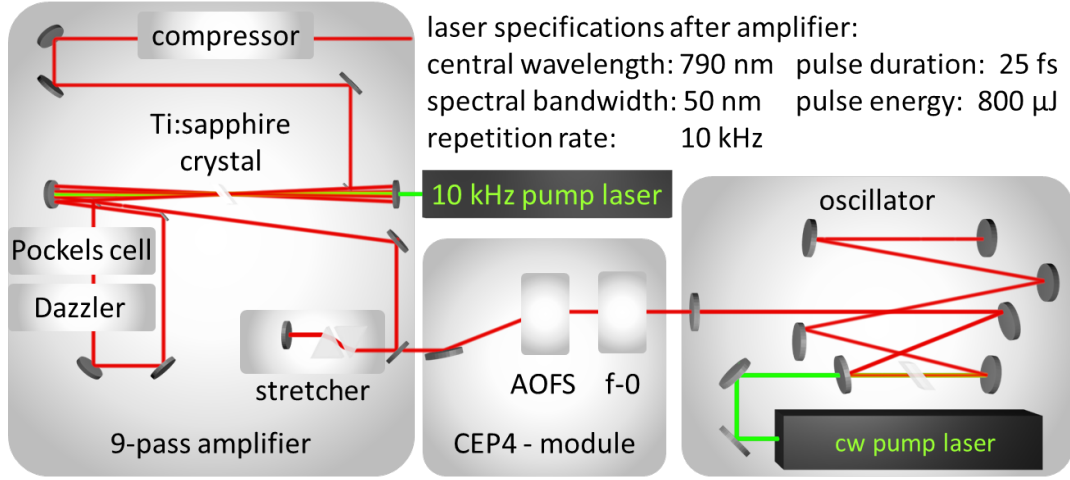 compressor
laser specifications after amplifier:
central wavelength: 790 nm pulse duration: 25 fs
spectral bandwidth: 50 nm pulse energy: 800 µJ
repetition rate: 10 kHz
Ti:sapphire
crystal
10 kHz pump laser
oscillator
Pockels cell
Dazzler
stretcher
AOFS f-0
9-pass amplifier
CEP4 - module
cw pump laser